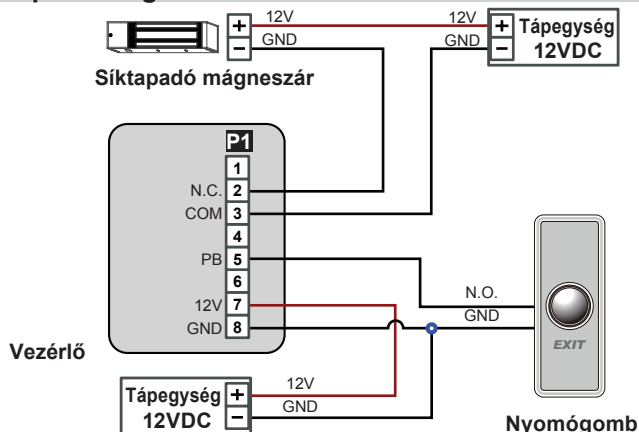 + 12V 12V + Tápegység
- GND GND - 12VDC
Síktapadó mágneszár
P1
1
N.C. 2
COM 3
4
PB 5
6
12V 7
GND 8
N.O.
GND
EXIT
Vezérlő
Tápegység + 12V
12VDC - GND
Nyomógomb